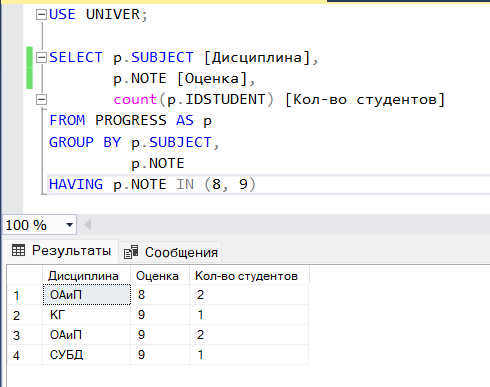 USE UNIVER;
SELECT p.SUBJECT [Дисциплина],
p.NOTE [Оценка],
count(p.IDSTUDENT) [Кол-во студентов]
FROM PROGRESS AS p
GROUP BY p.SUBJECT,
p.NOTE
HAVING p.NOTE IN (8, 9)
100 %
Результаты Сообщения
Дисциплина Оценка Кол-во студентов
1 ОАиП 8 2
2 КГ 9 1
3 ОАиП 9 2
4 СУБД 9 1